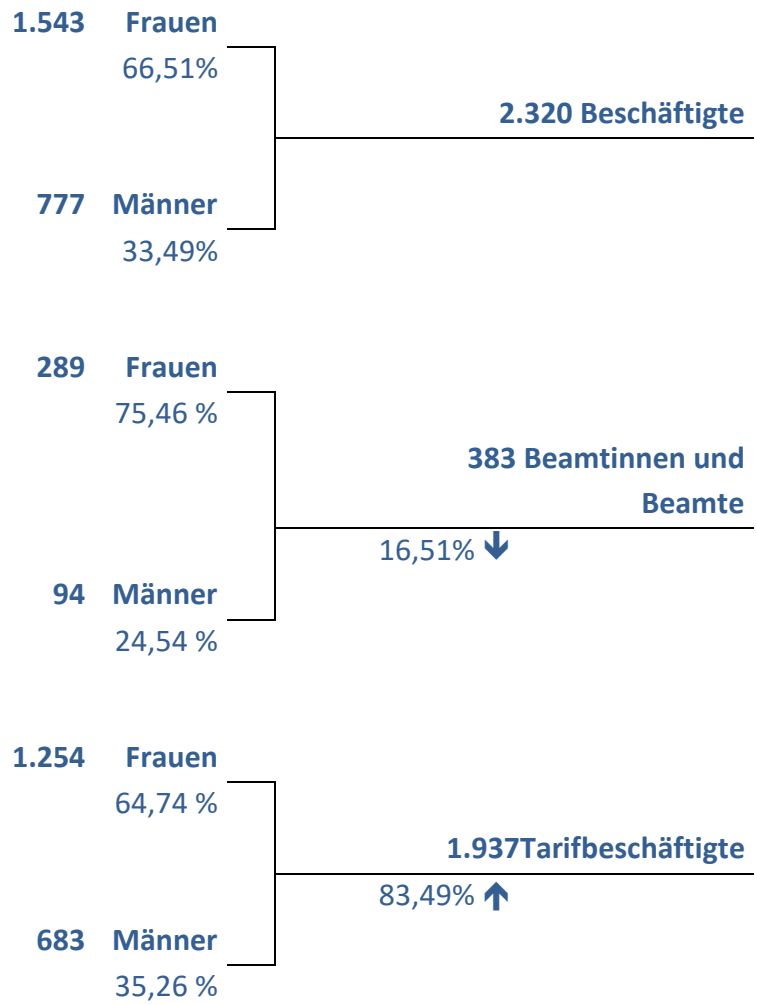 1.543 Frauen
66,51%
2.320 Beschäftigte
777 Männer
33,49%
289 Frauen
75,46 %
383 Beamtinnen und
Beamte
16,51%
94 Männer
24,54 %
1.254 Frauen
64,74 %
1.937Tarifbeschäftigte
83,49%
683 Männer
35,26 %